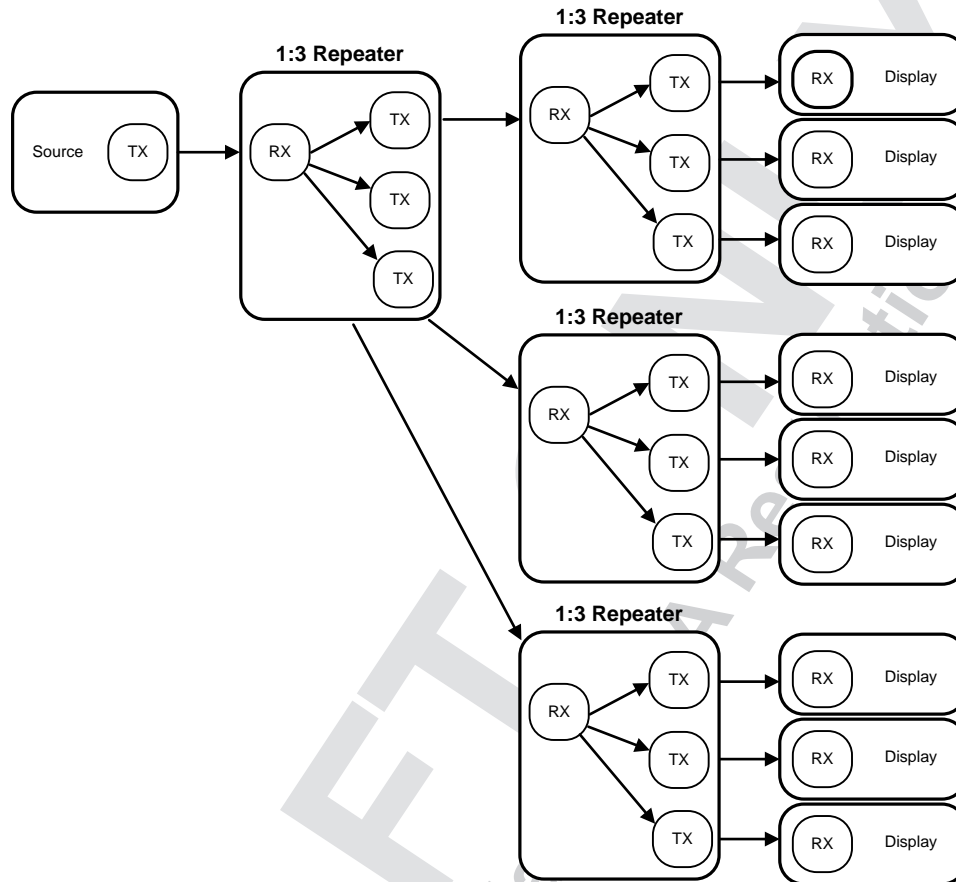 1:3 Repeater
1:3 Repeater
Source
TX
RX
TX
TX
TX
RX
TX
TX
TX
RX
Display
RX
Display
RX
Display
1:3 Repeater
RX
TX
TX
TX
RX
Display
RX
Display
RX
Display
1:3 Repeater
RX
TX
TX
TX
RX
Display
RX
Display
RX
Display